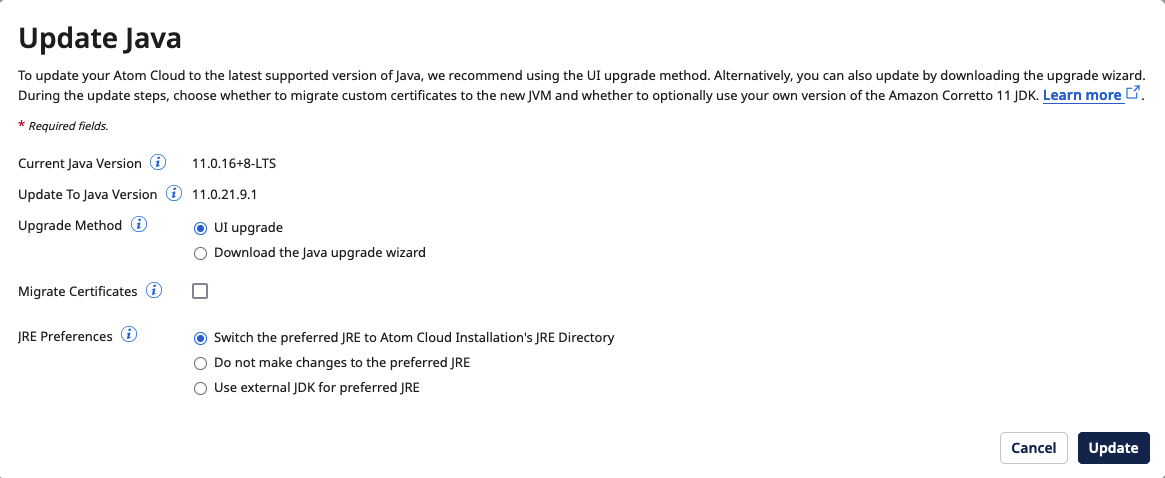 Update Java
To update your Atom Cloud to the latest supported version of Java, we recommend using the UI upgrade method. Alternatively, you can also update by downloading the upgrade wizard.
During the update steps, choose whether to migrate custom certificates to the new JVM and whether to optionally use your own version of the Amazon Corretto 11 JDK. Learn more.
* Required fields.
Current Java Version 11.0.16+8-LTS
Update To Java Version 11.0.21.9.1
Upgrade Method UI upgrade
Download the Java upgrade wizard
Migrate Certificates
JRE Preferences Switch the preferred JRE to Atom Cloud Installation's JRE Directory
Do not make changes to the preferred JRE
Use external JDK for preferred JRE
Cancel Update